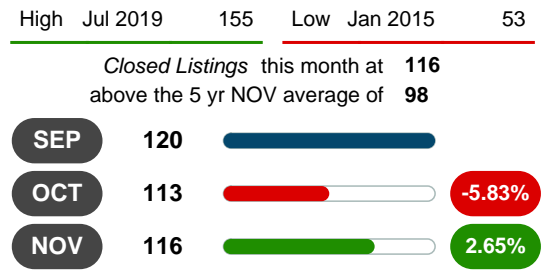 High Jul 2019 155 Low Jan 2015 53
Closed Listings this month at 116
above the 5 yr NOV average of 98
SEP 120
OCT 113 -5.83%
NOV 116 2.65%